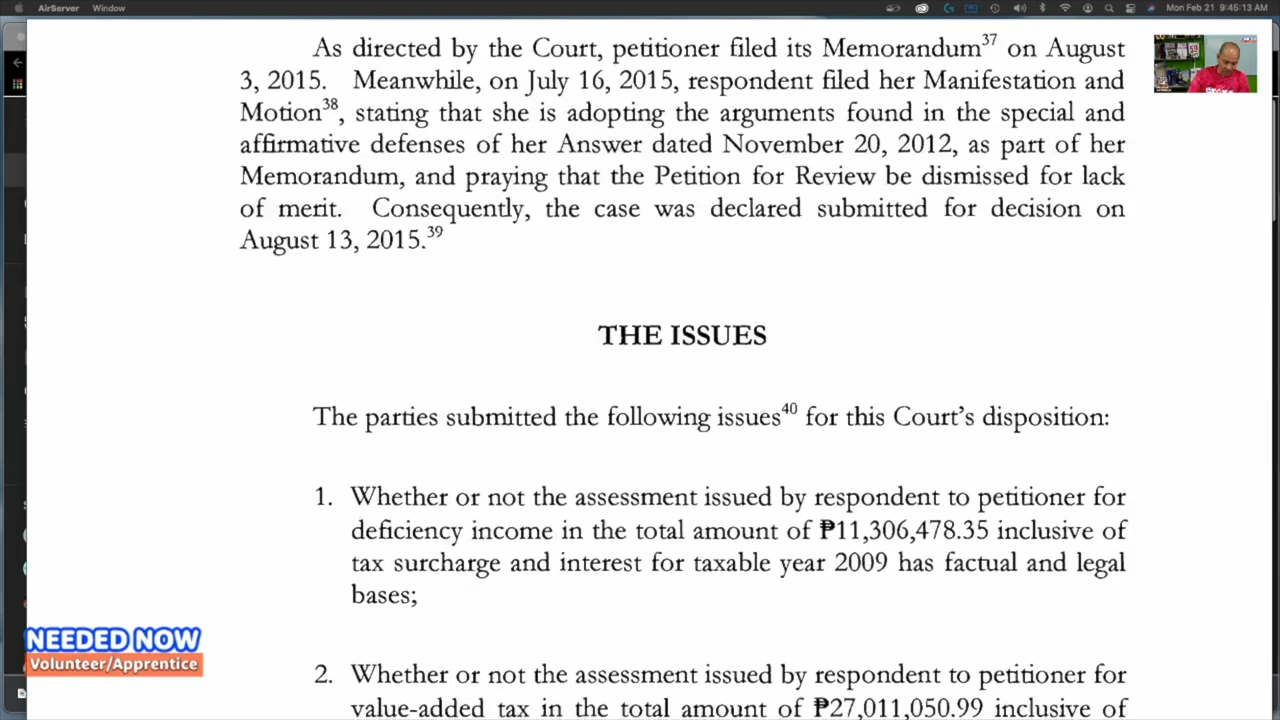 AirServer Window Mon Feb 21 9:45:13 AM
As directed by the Court, petitioner filed its Memorandum37 on August
3, 2015. Meanwhile, on July 16, 2015, respondent filed her Manifestation and
Motion38, stating that she is adopting the arguments found in the special and
affirmative defenses of her Answer dated November 20, 2012, as part of her
Memorandum, and praying that the Petition for Review be dismissed for lack
of merit. Consequently, the case was declared submitted for decision on
August 13, 2015.39
THE ISSUES
The parties submitted the following issues40 for this Court's disposition:
1. Whether or not the assessment issued by respondent to petitioner for
deficiency income in the total amount of ₱11,306,478.35 inclusive of
tax surcharge and interest for taxable year 2009 has factual and legal
bases;
NEEDED NOW
Volunteer/Apprentice
2. Whether or not the assessment issued by respondent to petitioner for
value-added tax in the total amount of ₱27,011,050.99 inclusive of